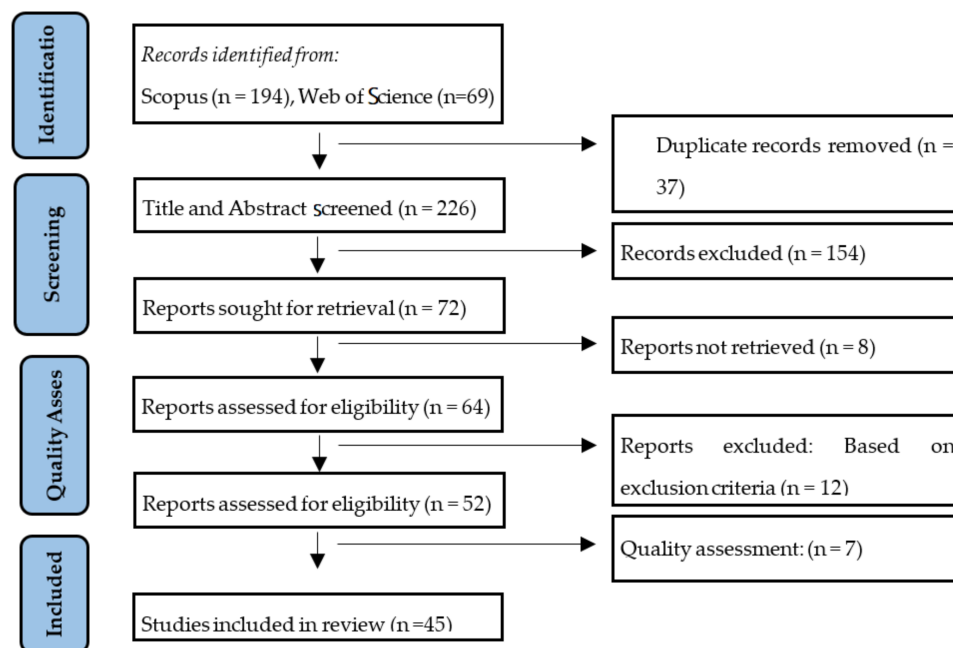 Identificatio
Records identified from:
Scopus (n = 194), Web of Science (n=69)
Duplicate records removed (n =
37)
Screening
Title and Abstract screened (n = 226)
Records excluded (n = 154)
Reports sought for retrieval (n = 72)
Reports not retrieved (n = 8)
Quality Asses
Reports assessed for eligibility (n = 64)
Reports excluded: Based on
exclusion criteria (n = 12)
Reports assessed for eligibility (n = 52)
Quality assessment: (n = 7)
Included
Studies included in review (n =45)